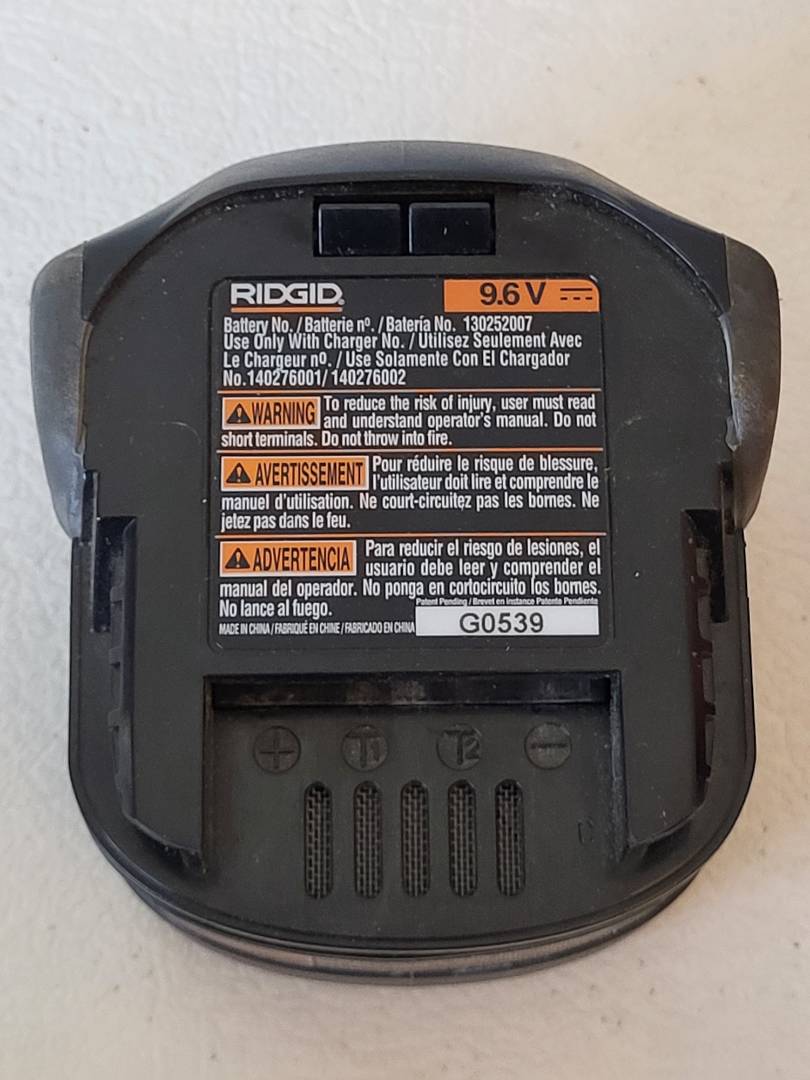 RIDGID®
9.6 V
Battery No. / Batterie nº. / Batería No. 130252007
Use Only With Charger No. / Utilisez Seulement Avec
Le Chargeur nº. / Use Solamente Con El Chargador
No.140276001/ 140276002
WARNING To reduce the risk of injury, user must read
and understand operator's manual. Do not
short terminals. Do not throw into fire.
AVERTISSEMENT Pour réduire le risque de blessure,
l'utilisateur doit lire et comprendre le
manuel d'utilisation. Ne court-circuitez pas les bornes. Ne
jetez pas dans le feu.
ADVERTENCIA Para reducir el riesgo de lesiones, el
usuario debe leer y comprender el
manual del operador. No ponga en cortocircuito los bornes.
No lance al fuego.
Patent Pending / Brevet en instance Patente Pendiente
MADE IN CHINA / FABRIQUÉ EN CHINE / FABRICADO EN CHINA
G0539
+ T1 T2 −